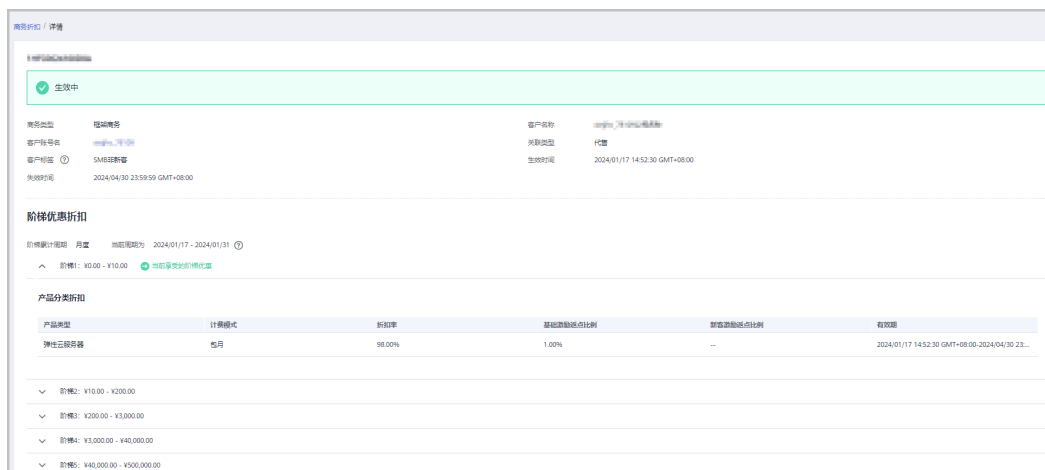 商务折扣 / 详情
生效中
商务类型 框架商务 客户名称
客户账号名 关联类型 代售
客户标签 ? SMB非新客 生效时间 2024/01/17 14:52:30 GMT+08:00
失效时间 2024/04/30 23:59:59 GMT+08:00
阶梯优惠折扣
阶梯累计周期 月度 当前周期为 2024/01/17 - 2024/01/31 ?
阶梯1: ¥0.00 - ¥10.00 当前享受的阶梯优惠
产品分类折扣
产品类型 计费模式 折扣率 基础激励返点比例 新客激励返点比例 有效期
弹性云服务器 包月 98.00% 1.00% -- 2024/01/17 14:52:30 GMT+08:00-2024/04/30 23:...
阶梯2: ¥10.00 - ¥200.00
阶梯3: ¥200.00 - ¥3,000.00
阶梯4: ¥3,000.00 - ¥40,000.00
阶梯5: ¥40,000.00 - ¥500,000.00